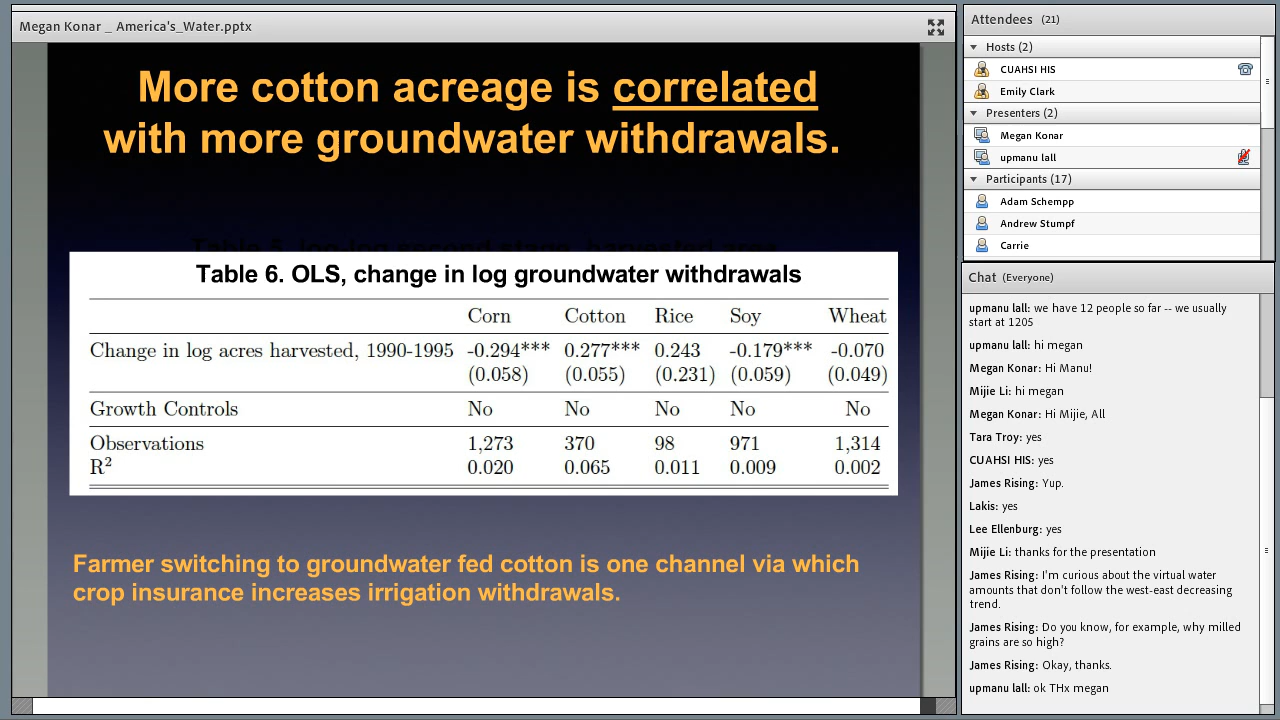 Megan Konar _ America's_Water.pptx
More cotton acreage is correlated
with more groundwater withdrawals.
Table 6. OLS, change in log groundwater withdrawals
Corn Cotton Rice Soy Wheat
Change in log acres harvested, 1990-1995 -0.294*** 0.277*** 0.243 -0.179*** -0.070
(0.058) (0.055) (0.231) (0.059) (0.049)
Growth Controls No No No No No
Observations 1,273 370 98 971 1,314
R² 0.020 0.065 0.011 0.009 0.002
Farmer switching to groundwater fed cotton is one channel via which
crop insurance increases irrigation withdrawals.
Attendees (21)
Hosts (2)
CUAHSI HIS
Emily Clark
Presenters (2)
Megan Konar
upmanu lall
Participants (17)
Adam Schempp
Andrew Stumpf
Carrie
Chat (Everyone)
upmanu lall: we have 12 people so far -- we usually
start at 1205
upmanu lall: hi megan
Megan Konar: Hi Manu!
Mijie Li: hi megan
Megan Konar: Hi Mijie, All
Tara Troy: yes
CUAHSI HIS: yes
James Rising: Yup.
Lakis: yes
Lee Ellenburg: yes
Mijie Li: thanks for the presentation
James Rising: I'm curious about the virtual water
amounts that don't follow the west-east decreasing
trend.
James Rising: Do you know, for example, why milled
grains are so high?
James Rising: Okay, thanks.
upmanu lall: ok THx megan